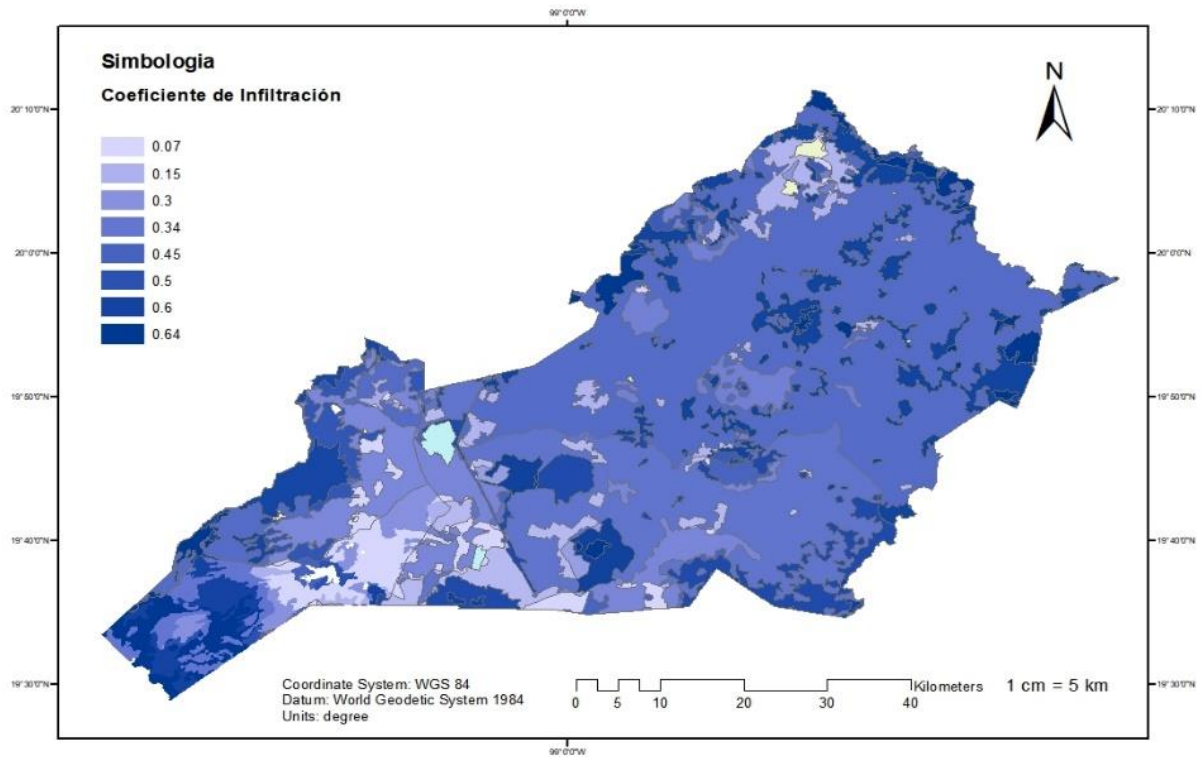 99°0'0"W
Simbologia
Coeficiente de Infiltración
0.07
0.15
0.3
0.34
0.45
0.5
0.6
0.64
N
20°10'0"N
20°10'0"N
20°0'0"N
20°0'0"N
19°50'0"N
19°50'0"N
19°40'0"N
19°40'0"N
19°30'0"N
19°30'0"N
Coordinate System: WGS 84
Datum: World Geodetic System 1984
Units: degree
0 5 10 20 30 40
Kilometers
1 cm = 5 km
99°0'0"W